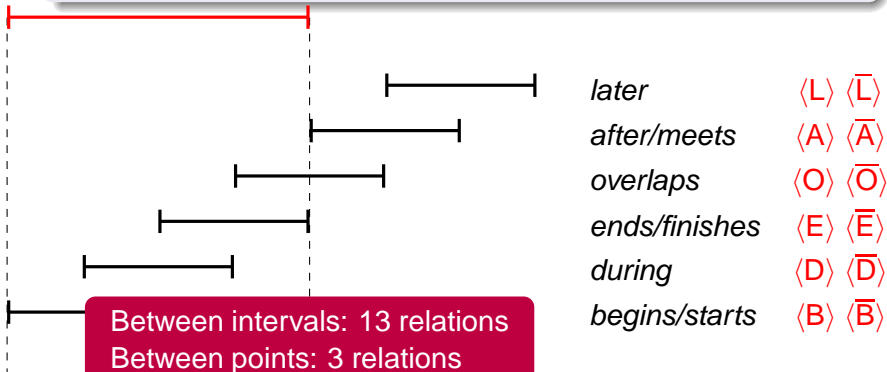 later ⟨L⟩ ⟨L̅⟩
after/meets ⟨A⟩ ⟨A̅⟩
overlaps ⟨O⟩ ⟨O̅⟩
ends/finishes ⟨E⟩ ⟨E̅⟩
during ⟨D⟩ ⟨D̅⟩
begins/starts ⟨B⟩ ⟨B̅⟩
Between intervals: 13 relations
Between points: 3 relations